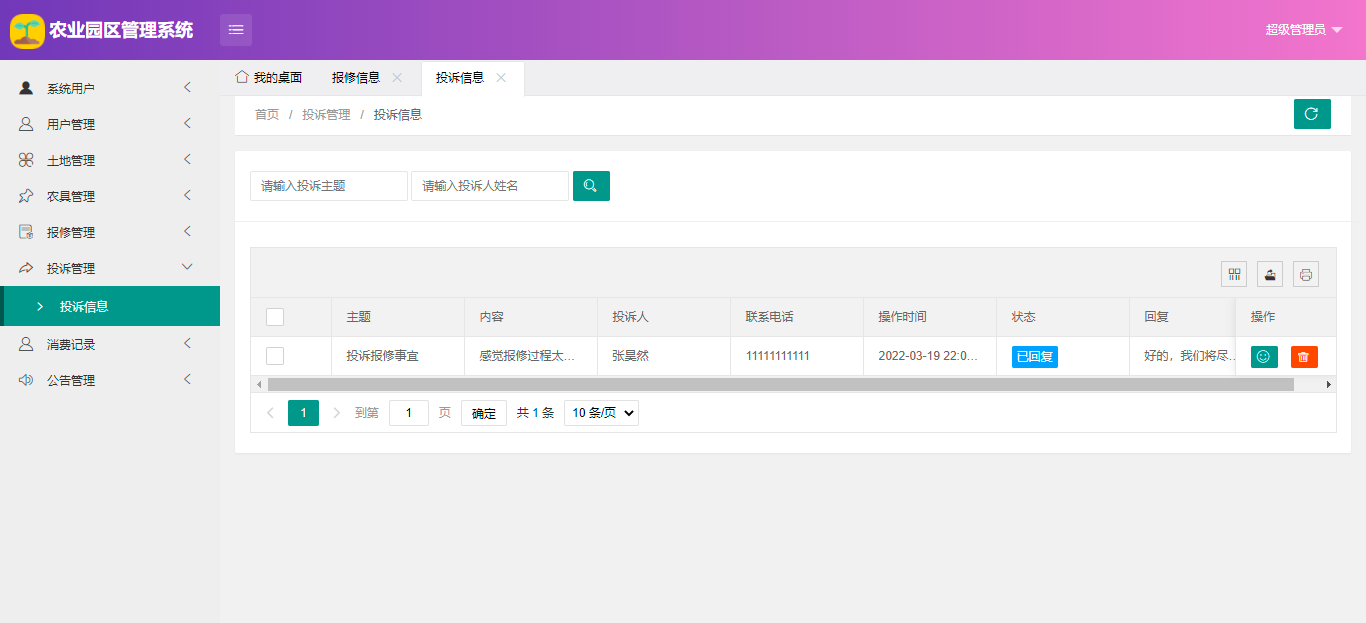 农业园区管理系统
超级管理员
系统用户
用户管理
土地管理
农具管理
报修管理
投诉管理
投诉信息
消费记录
公告管理
我的桌面 报修信息 投诉信息
首页 / 投诉管理 / 投诉信息
请输入投诉主题 请输入投诉人姓名
主题 内容 投诉人 联系电话 操作时间 状态 回复 操作
投诉报修事宜 感觉报修过程太... 张昊然 11111111111 2022-03-19 22:0... 已回复 好的，我们将尽...
1 到第 1 页 确定 共 1 条 10 条/页